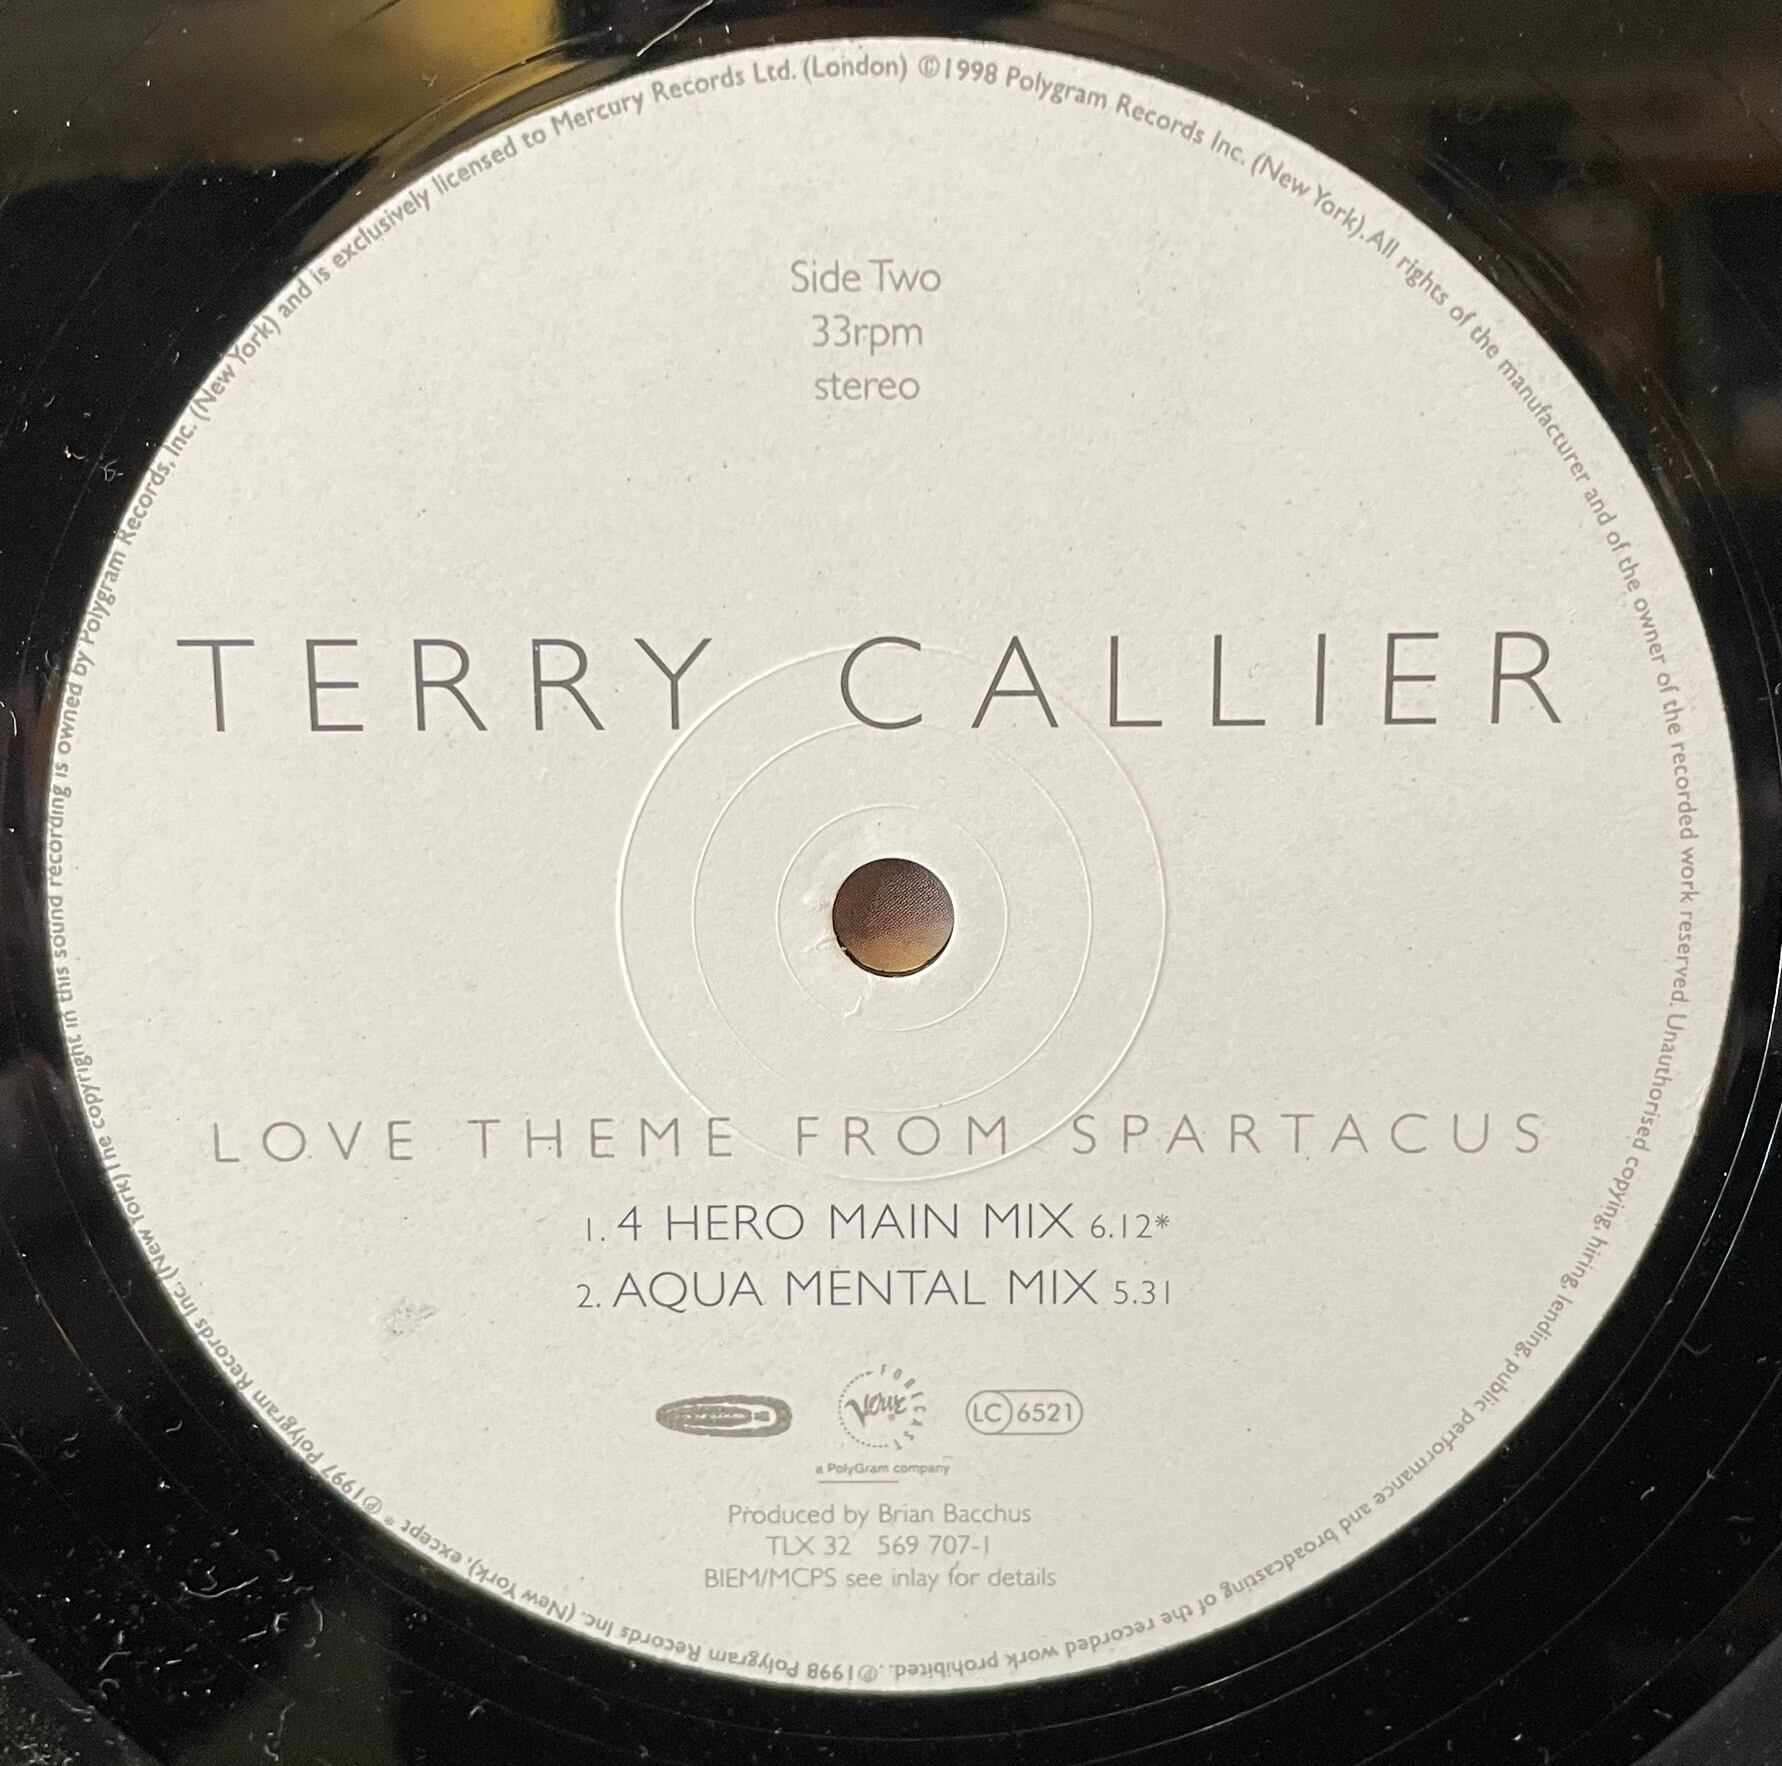 Side Two
33rpm
stereo
TERRY CALLIER
LOVE THEME FROM SPARTACUS
1. 4 HERO MAIN MIX 6.12*
2. AQUA MENTAL MIX 5.31
Verve
FORECAST
LC 6521
a PolyGram company
Produced by Brian Bacchus
TLX 32 569 707-1
BIEM/MCPS see inlay for details
℗1998 Polygram Records Inc. (New York), except * ℗1997 Polygram Records Inc. (New York) The copyright in this sound recording is owned by Polygram Records, Inc. (New York) and is exclusively licensed to Mercury Records Ltd. (London) ©1998 Polygram Records Inc. (New York). All rights of the manufacturer and of the owner of the recorded work reserved. Unauthorised copying, hiring, lending, public performance and broadcasting of the recorded work prohibited.